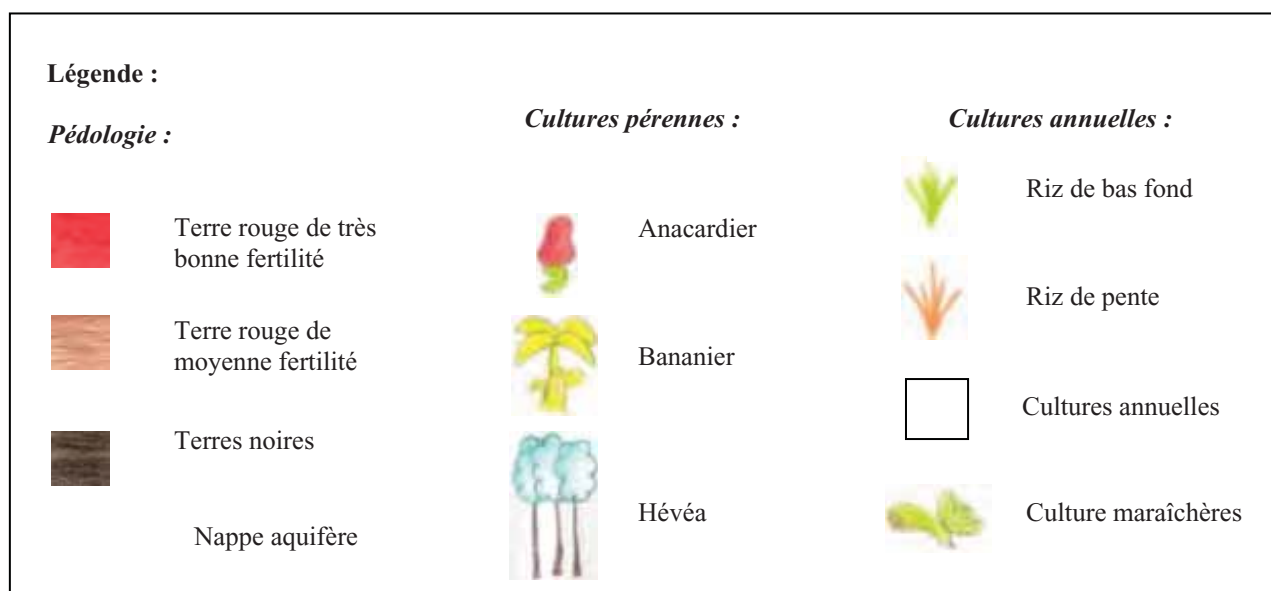 Légende :
Pédologie :
Terre rouge de très
bonne fertilité
Terre rouge de
moyenne fertilité
Terres noires
Nappe aquifère
Cultures pérennes :
Anacardier
Bananier
Hévéa
Cultures annuelles :
Riz de bas fond
Riz de pente
Cultures annuelles
Culture maraîchères